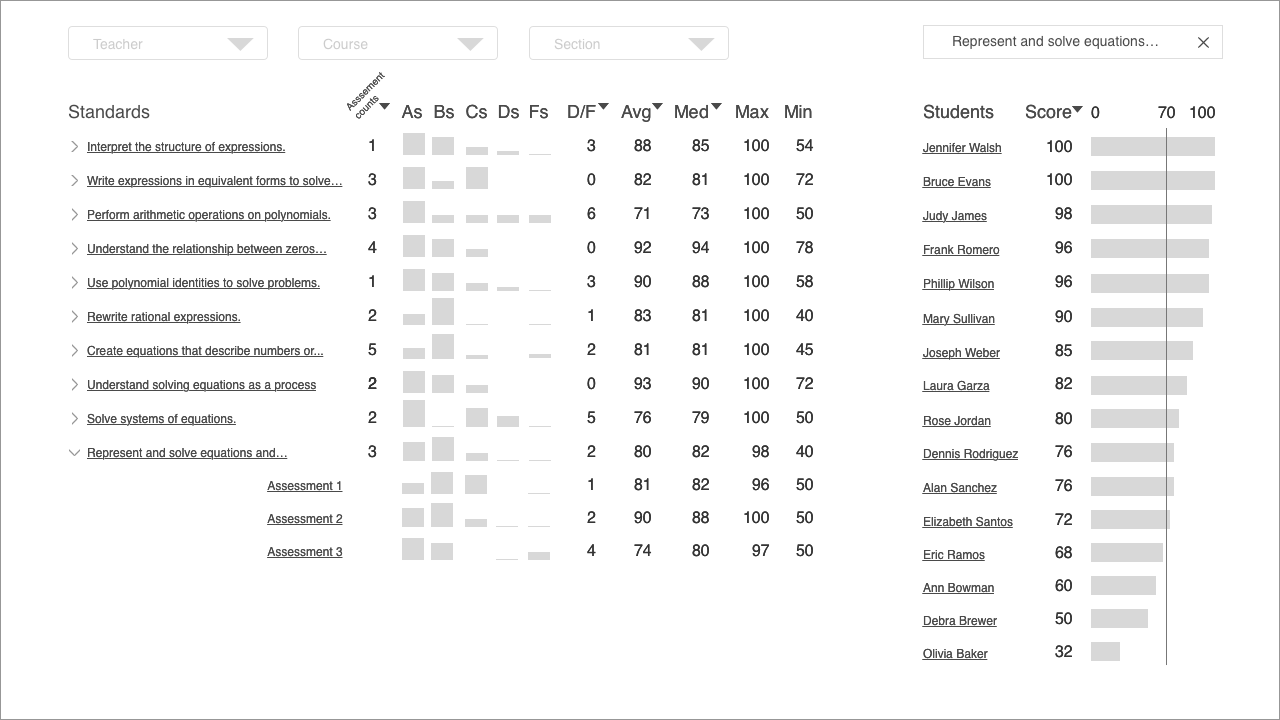 Teacher
Course
Section
Represent and solve equations…
Standards
Asssement
counts
As Bs Cs Ds Fs D/F Avg Med Max Min
Interpret the structure of expressions. 1 3 88 85 100 54
Write expressions in equivalent forms to solve… 3 0 82 81 100 72
Perform arithmetic operations on polynomials. 3 6 71 73 100 50
Understand the relationship between zeros… 4 0 92 94 100 78
Use polynomial identities to solve problems. 1 3 90 88 100 58
Rewrite rational expressions. 2 1 83 81 100 40
Create equations that describe numbers or... 5 2 81 81 100 45
Understand solving equations as a process 2 0 93 90 100 72
Solve systems of equations. 2 5 76 79 100 50
Represent and solve equations and… 3 2 80 82 98 40
Assessment 1 1 81 82 96 50
Assessment 2 2 90 88 100 50
Assessment 3 4 74 80 97 50
Students Score 0 70 100
Jennifer Walsh 100
Bruce Evans 100
Judy James 98
Frank Romero 96
Phillip Wilson 96
Mary Sullivan 90
Joseph Weber 85
Laura Garza 82
Rose Jordan 80
Dennis Rodriguez 76
Alan Sanchez 76
Elizabeth Santos 72
Eric Ramos 68
Ann Bowman 60
Debra Brewer 50
Olivia Baker 32